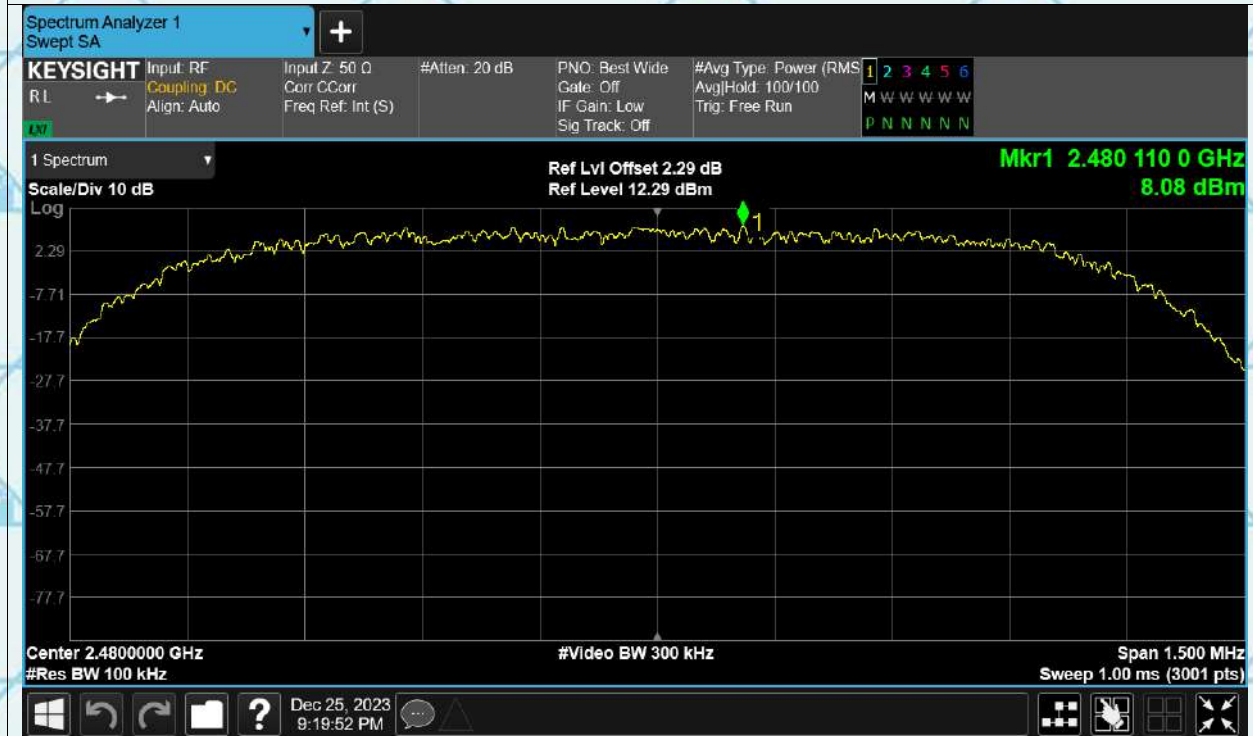 Spectrum Analyzer 1
Swept SA
+
KEYSIGHT
RL
LXI
Input: RF
Coupling: DC
Align: Auto
Input Z: 50 Ω
Corr CCorr
Freq Ref: Int (S)
#Atten: 20 dB
PNO: Best Wide
Gate: Off
IF Gain: Low
Sig Track: Off
#Avg Type: Power (RMS
Avg|Hold: 100/100
Trig: Free Run
1 2 3 4 5 6
M W W W W W
P N N N N N
1 Spectrum
Scale/Div 10 dB
Log
Ref Lvl Offset 2.29 dB
Ref Level 12.29 dBm
Mkr1 2.480 110 0 GHz
8.08 dBm
1
2.29
-7.71
-17.7
-27.7
-37.7
-47.7
-57.7
-67.7
-77.7
Center 2.4800000 GHz
#Res BW 100 kHz
#Video BW 300 kHz
Span 1.500 MHz
Sweep 1.00 ms (3001 pts)
?
Dec 25, 2023
9:19:52 PM